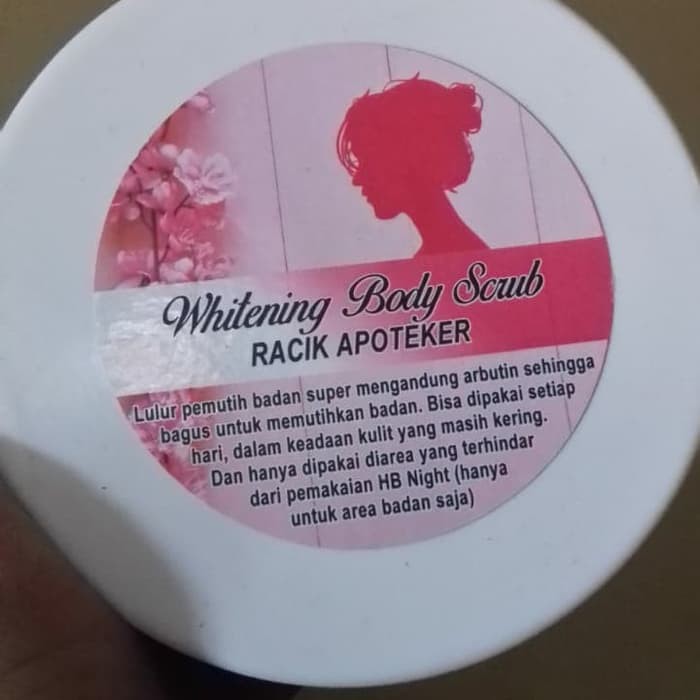 Whitening Body Scrub
RACIK APOTEKER
Lulur pemutih badan super mengandung arbutin sehingga
bagus untuk memutihkan badan. Bisa dipakai setiap
hari, dalam keadaan kulit yang masih kering.
Dan hanya dipakai diarea yang terhindar
dari pemakaian HB Night (hanya
untuk area badan saja)